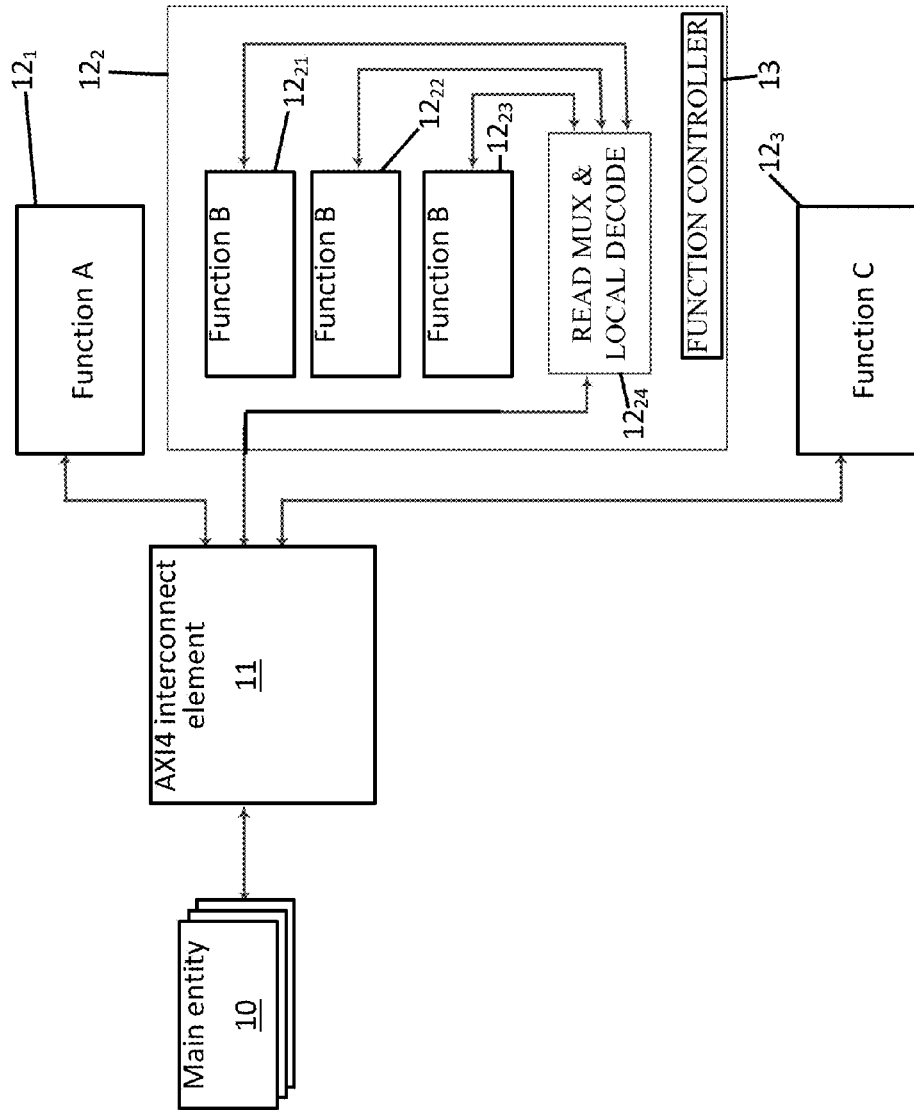 Main entity
10
AXI4 interconnect
element
11
Function A
12₁
12₂
Function B
12₂₁
Function B
12₂₂
Function B
12₂₃
READ MUX &
LOCAL DECODE
12₂₄
FUNCTION CONTROLLER
13
Function C
12₃